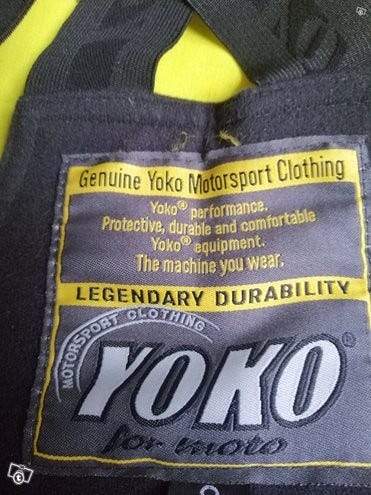 Genuine Yoko Motorsport Clothing
Yoko® performance.
Protective, durable and comfortable
Yoko® equipment.
The machine you wear.
LEGENDARY DURABILITY
MOTORSPORT CLOTHING
YOKO®
for moto